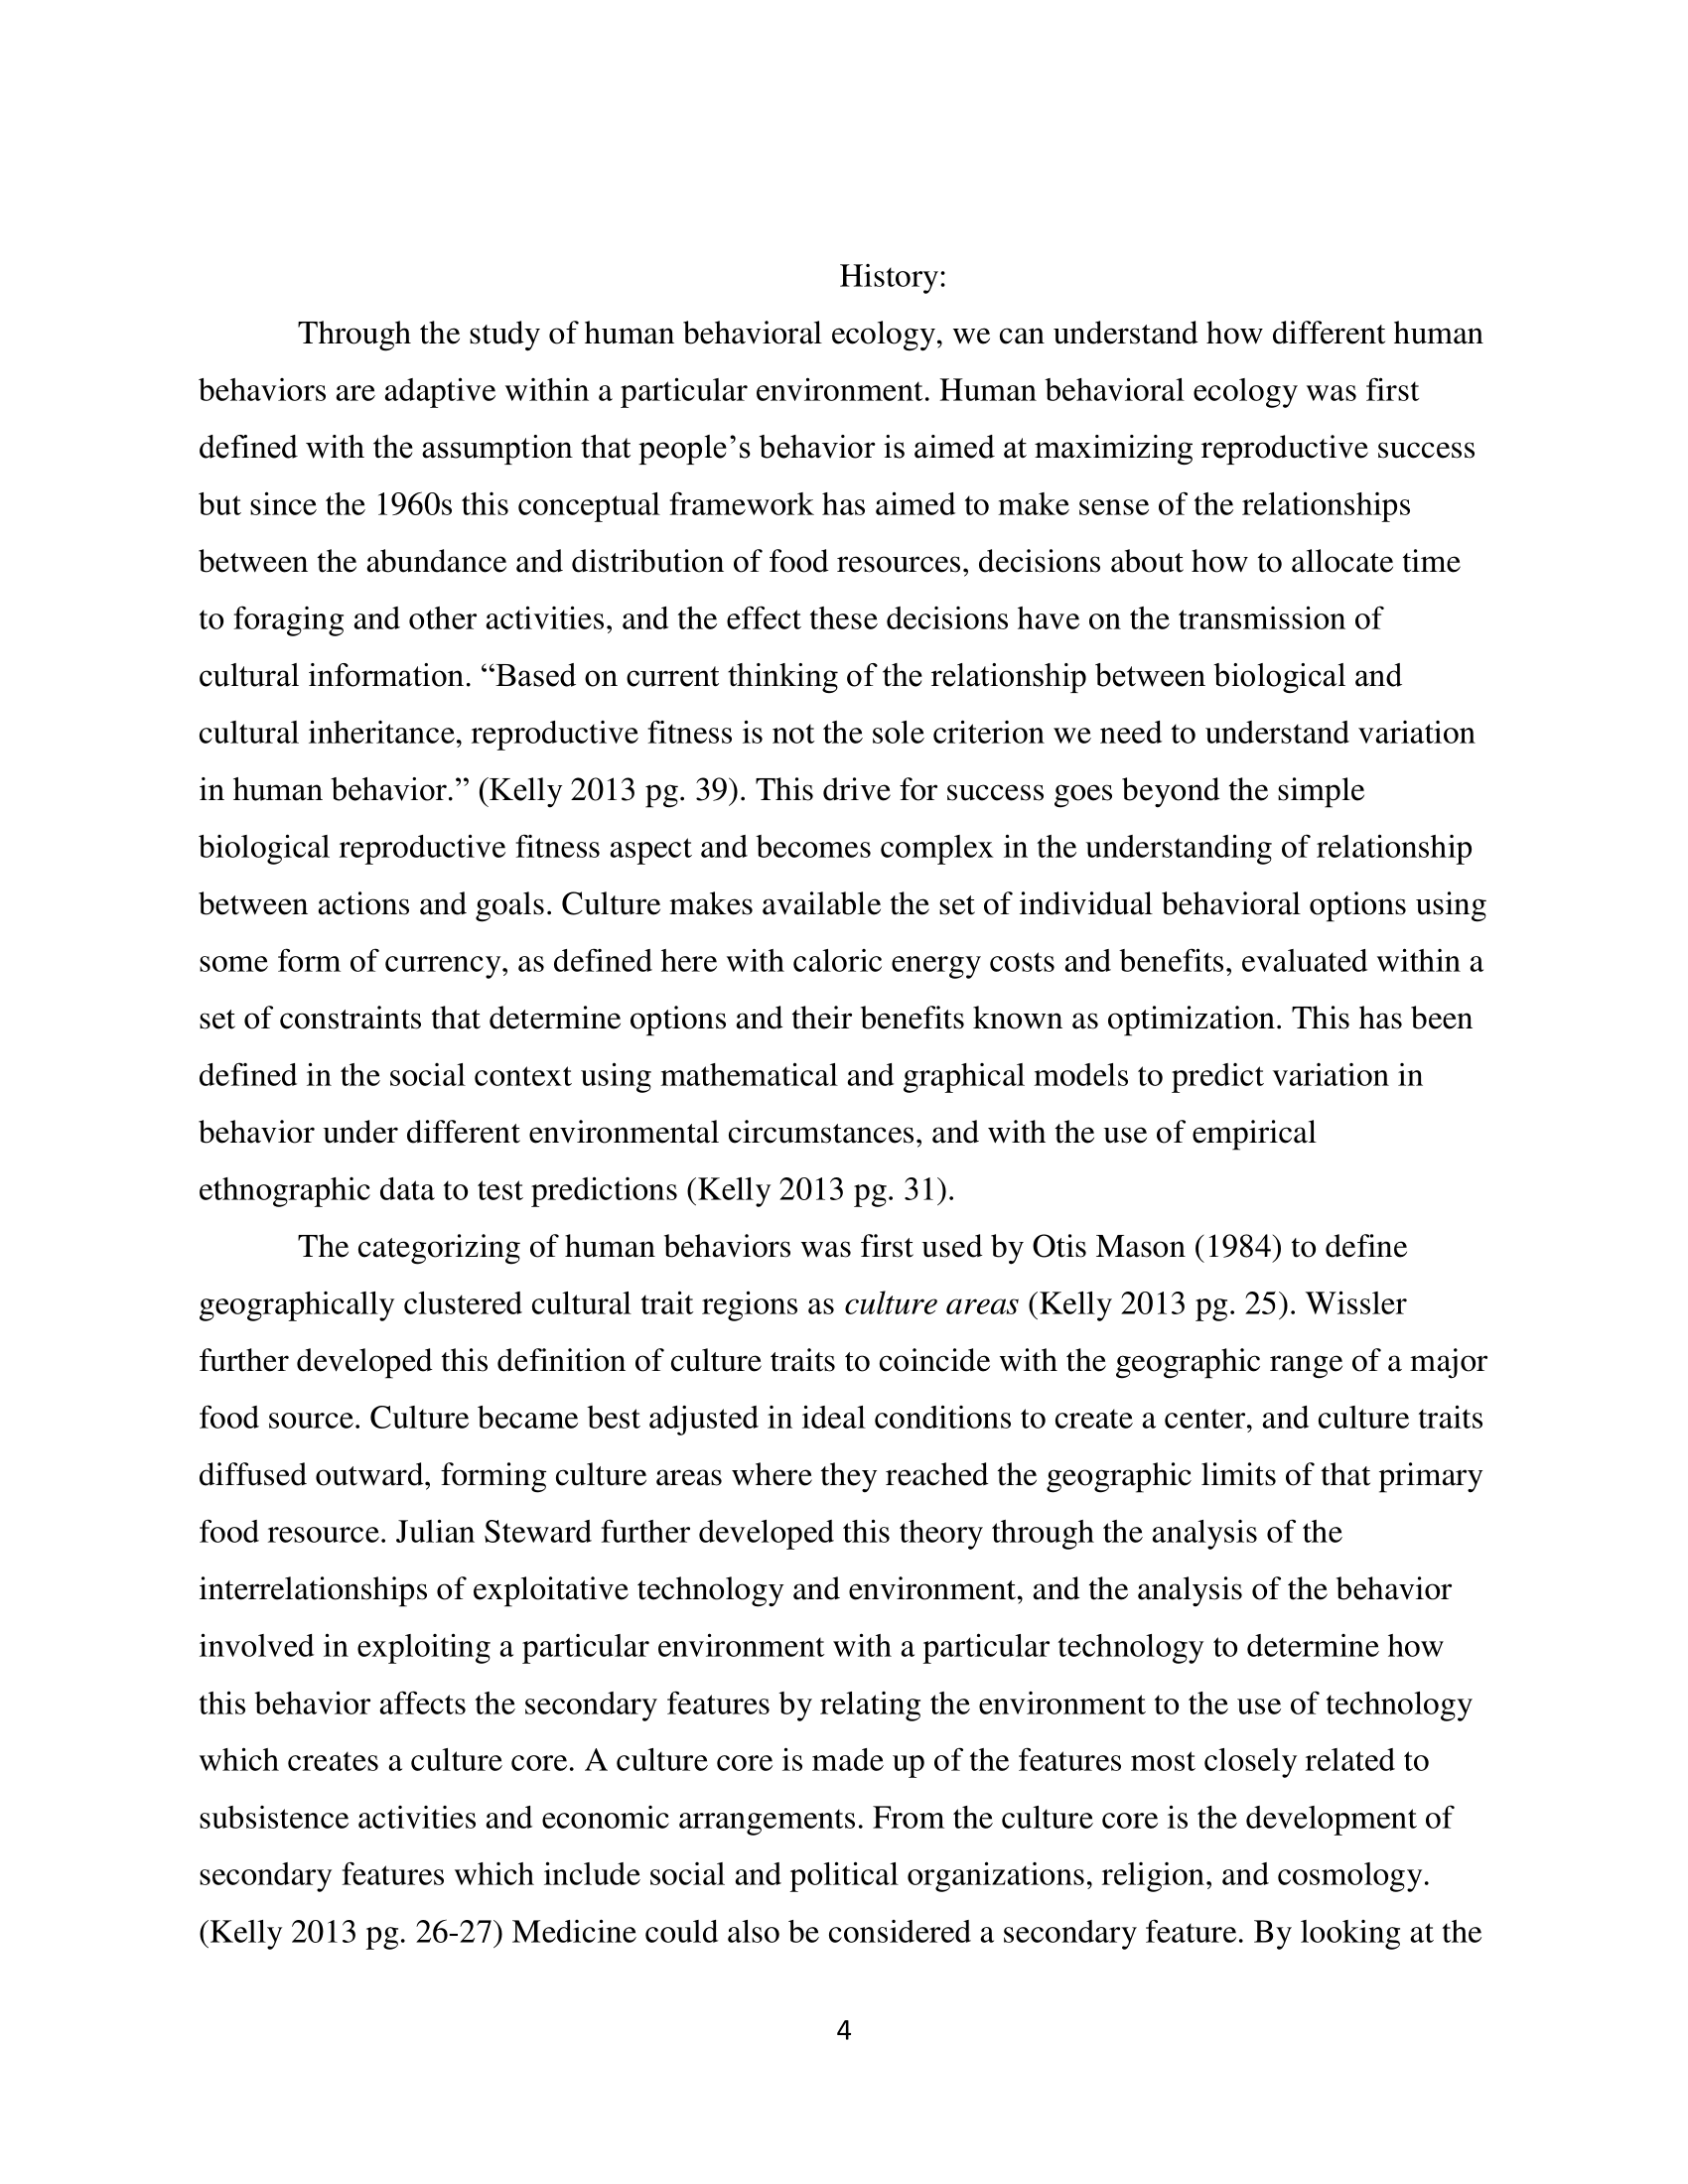 History:
Through the study of human behavioral ecology, we can understand how different human
behaviors are adaptive within a particular environment. Human behavioral ecology was first
defined with the assumption that people’s behavior is aimed at maximizing reproductive success
but since the 1960s this conceptual framework has aimed to make sense of the relationships
between the abundance and distribution of food resources, decisions about how to allocate time
to foraging and other activities, and the effect these decisions have on the transmission of
cultural information. “Based on current thinking of the relationship between biological and
cultural inheritance, reproductive fitness is not the sole criterion we need to understand variation
in human behavior.” (Kelly 2013 pg. 39). This drive for success goes beyond the simple
biological reproductive fitness aspect and becomes complex in the understanding of relationship
between actions and goals. Culture makes available the set of individual behavioral options using
some form of currency, as defined here with caloric energy costs and benefits, evaluated within a
set of constraints that determine options and their benefits known as optimization. This has been
defined in the social context using mathematical and graphical models to predict variation in
behavior under different environmental circumstances, and with the use of empirical
ethnographic data to test predictions (Kelly 2013 pg. 31).
The categorizing of human behaviors was first used by Otis Mason (1984) to define
geographically clustered cultural trait regions as culture areas (Kelly 2013 pg. 25). Wissler
further developed this definition of culture traits to coincide with the geographic range of a major
food source. Culture became best adjusted in ideal conditions to create a center, and culture traits
diffused outward, forming culture areas where they reached the geographic limits of that primary
food resource. Julian Steward further developed this theory through the analysis of the
interrelationships of exploitative technology and environment, and the analysis of the behavior
involved in exploiting a particular environment with a particular technology to determine how
this behavior affects the secondary features by relating the environment to the use of technology
which creates a culture core. A culture core is made up of the features most closely related to
subsistence activities and economic arrangements. From the culture core is the development of
secondary features which include social and political organizations, religion, and cosmology.
(Kelly 2013 pg. 26-27) Medicine could also be considered a secondary feature. By looking at the
4